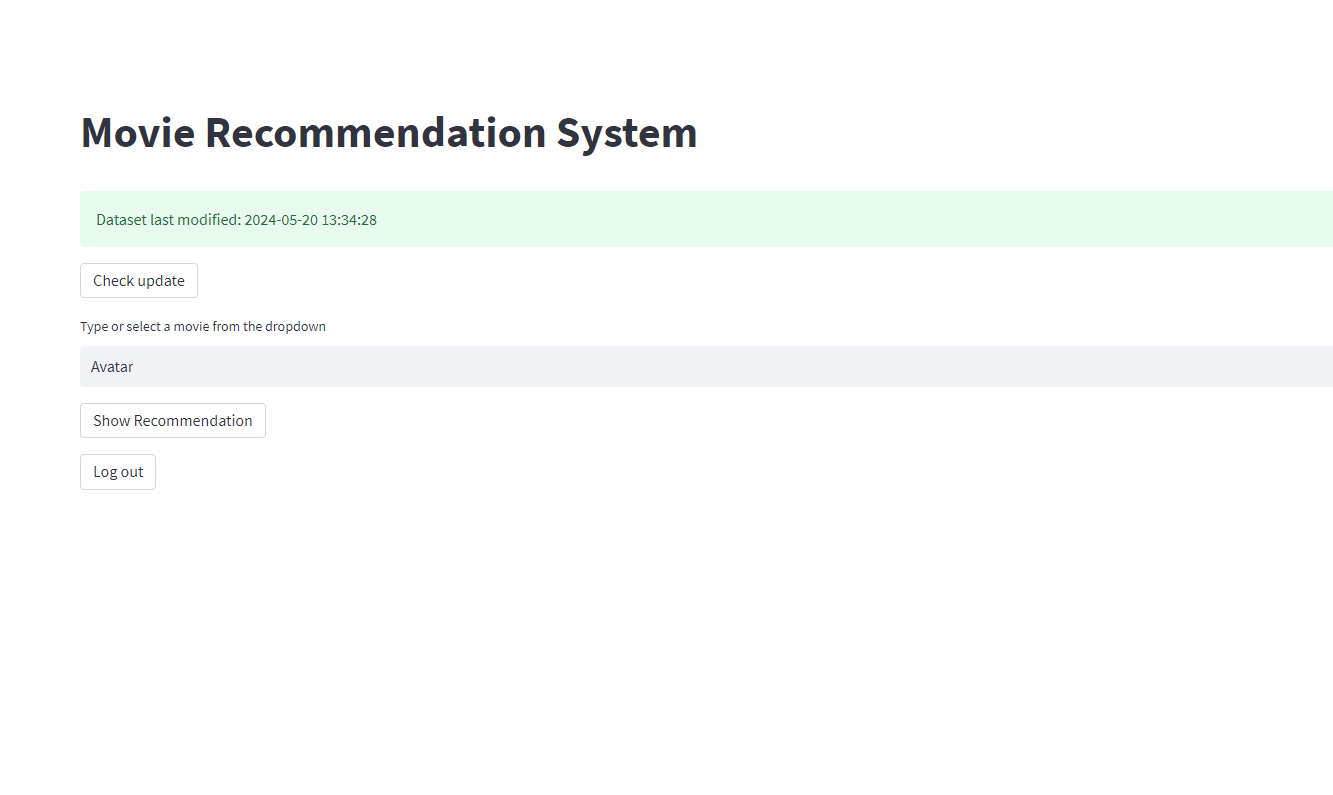 Movie Recommendation System
Dataset last modified: 2024-05-20 13:34:28
Check update
Type or select a movie from the dropdown
Avatar
Show Recommendation
Log out